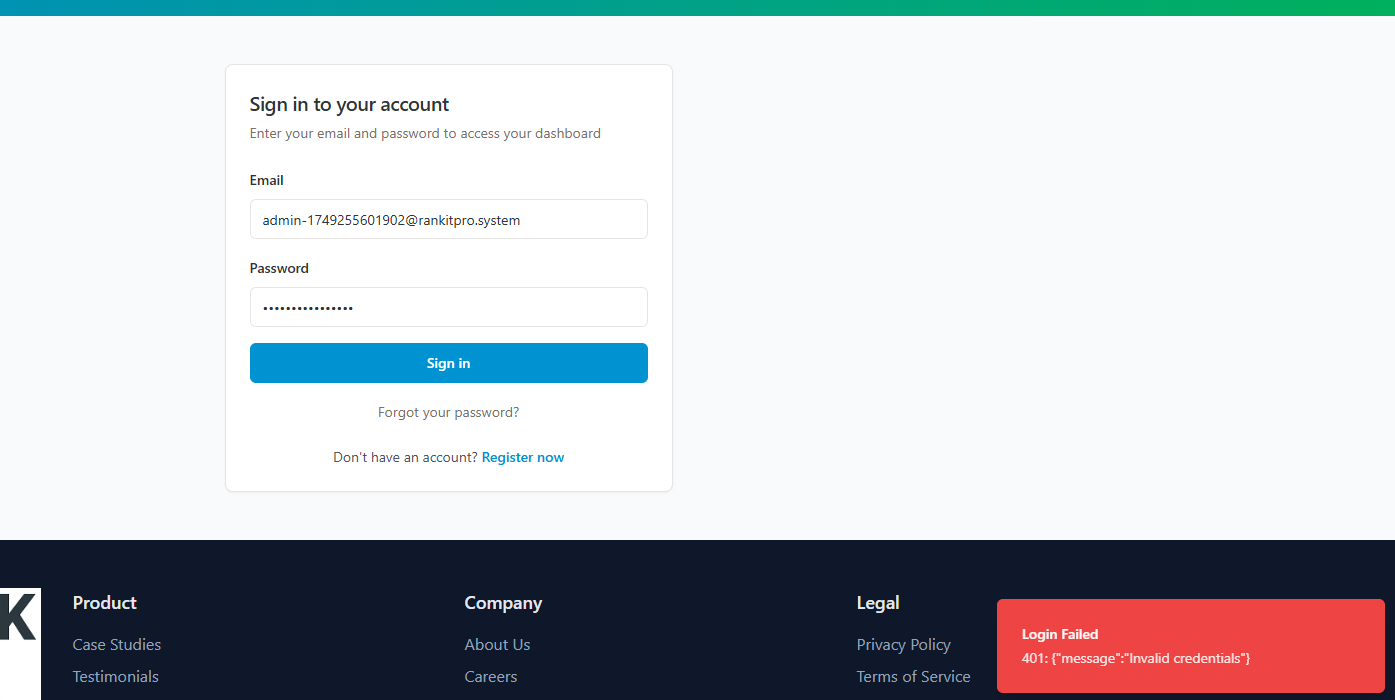 Sign in to your account
Enter your email and password to access your dashboard
Email
admin-1749255601902@rankitpro.system
Password
••••••••••••••••
Sign in
Forgot your password?
Don't have an account? Register now
K
Product
Case Studies
Testimonials
Company
About Us
Careers
Legal
Privacy Policy
Terms of Service
Login Failed
401: {"message":"Invalid credentials"}